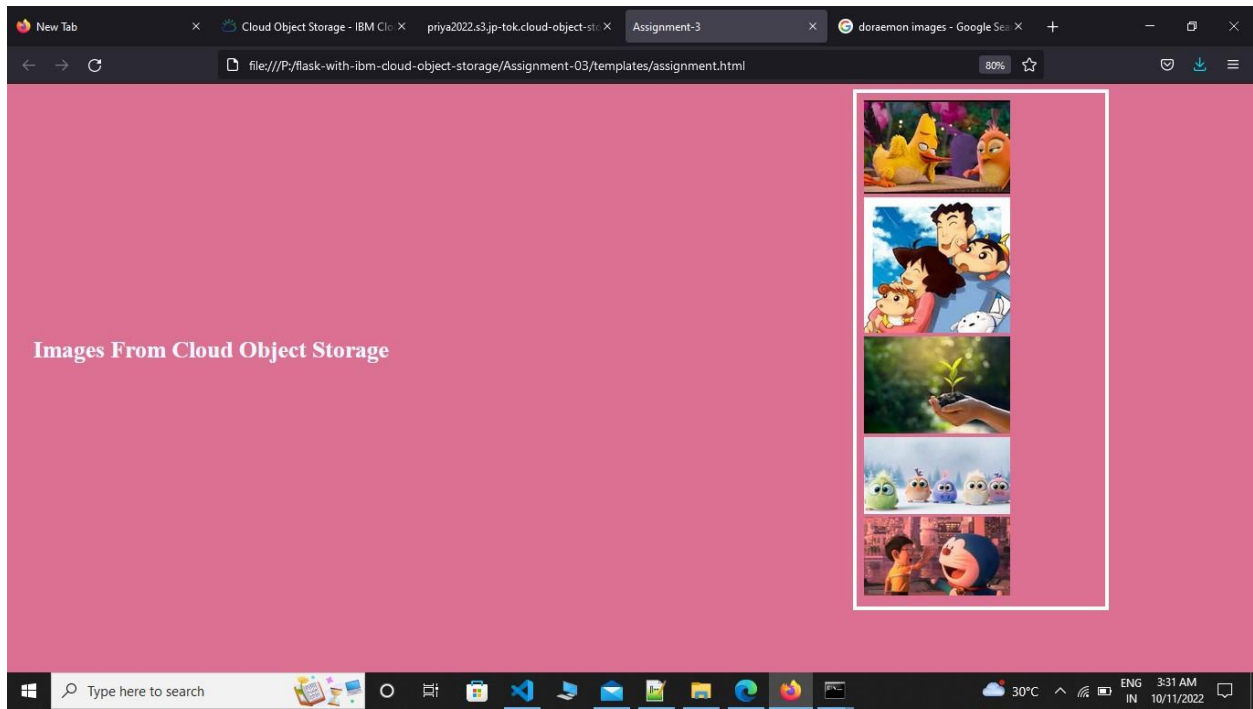 New Tab
Cloud Object Storage - IBM Clo
priya2022.s3.jp-tok.cloud-object-sto
Assignment-3
doraemon images - Google Sea
file:///P:/flask-with-ibm-cloud-object-storage/Assignment-03/templates/assignment.html
80%
Images From Cloud Object Storage
Type here to search
30°C
ENG
IN
3:31 AM
10/11/2022